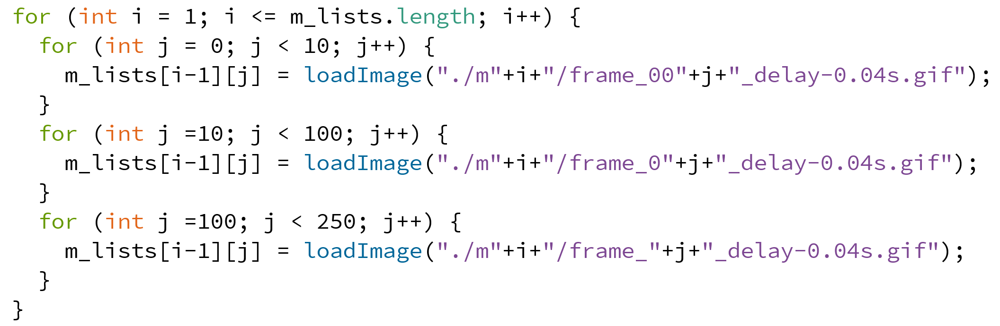 for (int i = 1; i <= m_lists.length; i++) {
  for (int j = 0; j < 10; j++) {
    m_lists[i-1][j] = loadImage("./m"+i+"/frame_00"+j+"_delay-0.04s.gif");
  }
  for (int j =10; j < 100; j++) {
    m_lists[i-1][j] = loadImage("./m"+i+"/frame_0"+j+"_delay-0.04s.gif");
  }
  for (int j =100; j < 250; j++) {
    m_lists[i-1][j] = loadImage("./m"+i+"/frame_"+j+"_delay-0.04s.gif");
  }
}